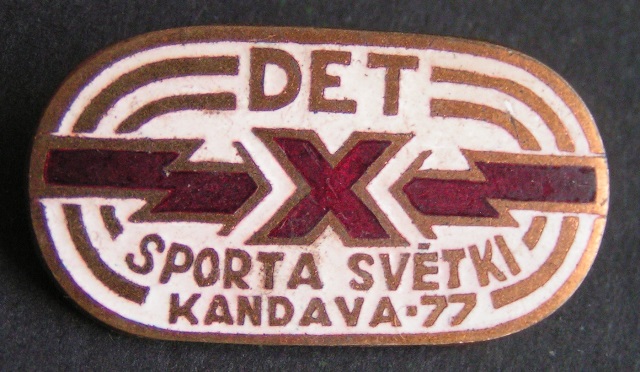 DET
X
SPORTA SVĒTKI
KANDAVA·77